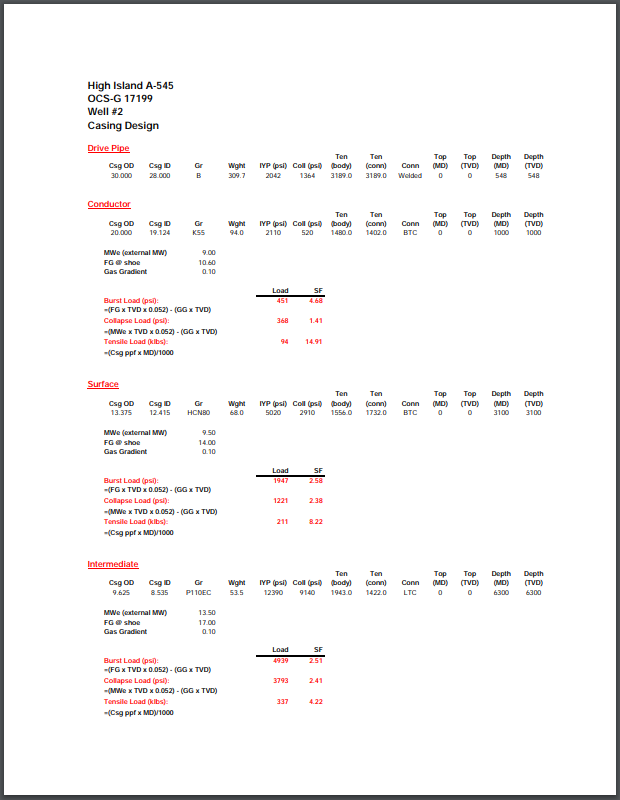 High Island A-545
OCS-G 17199
Well #2
Casing Design
Drive Pipe
Ten Ten Top Top Depth Depth
Csg OD Csg ID Gr Wght IYP (psi) Coll (psi) (body) (conn) Conn (MD) (TVD) (MD) (TVD)
30.000 28.000 B 309.7 2042 1364 3189.0 3189.0 Welded 0 0 548 548
Conductor
Ten Ten Top Top Depth Depth
Csg OD Csg ID Gr Wght IYP (psi) Coll (psi) (body) (conn) Conn (MD) (TVD) (MD) (TVD)
20.000 19.124 K55 94.0 2110 520 1480.0 1402.0 BTC 0 0 1000 1000
MWe (external MW) 9.00
FG @ shoe 10.60
Gas Gradient 0.10
Load SF
Burst Load (psi): 451 4.68
=(FG x TVD x 0.052) - (GG x TVD)
Collapse Load (psi): 368 1.41
=(MWe x TVD x 0.052) - (GG x TVD)
Tensile Load (klbs): 94 14.91
=(Csg ppf x MD)/1000
Surface
Ten Ten Top Top Depth Depth
Csg OD Csg ID Gr Wght IYP (psi) Coll (psi) (body) (conn) Conn (MD) (TVD) (MD) (TVD)
13.375 12.415 HCN80 68.0 5020 2910 1556.0 1732.0 BTC 0 0 3100 3100
MWe (external MW) 9.50
FG @ shoe 14.00
Gas Gradient 0.10
Load SF
Burst Load (psi): 1947 2.58
=(FG x TVD x 0.052) - (GG x TVD)
Collapse Load (psi): 1221 2.38
=(MWe x TVD x 0.052) - (GG x TVD)
Tensile Load (klbs): 211 8.22
=(Csg ppf x MD)/1000
Intermediate
Ten Ten Top Top Depth Depth
Csg OD Csg ID Gr Wght IYP (psi) Coll (psi) (body) (conn) Conn (MD) (TVD) (MD) (TVD)
9.625 8.535 P110EC 53.5 12390 9140 1943.0 1422.0 LTC 0 0 6300 6300
MWe (external MW) 13.50
FG @ shoe 17.00
Gas Gradient 0.10
Load SF
Burst Load (psi): 4939 2.51
=(FG x TVD x 0.052) - (GG x TVD)
Collapse Load (psi): 3793 2.41
=(MWe x TVD x 0.052) - (GG x TVD)
Tensile Load (klbs): 337 4.22
=(Csg ppf x MD)/1000